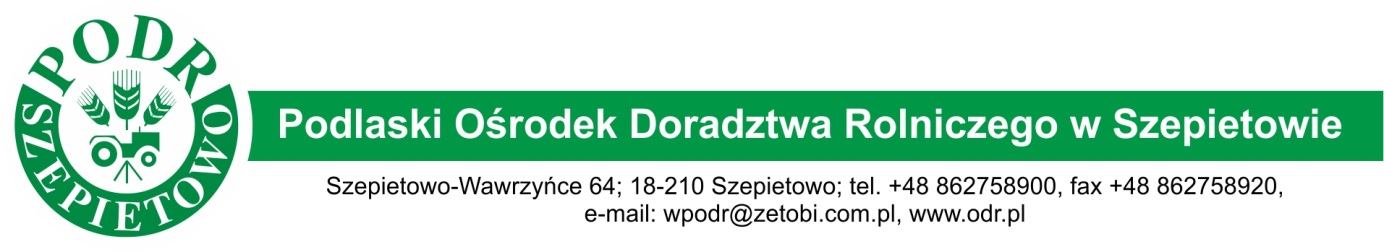 PODR
SZEPIETOWO
Podlaski Ośrodek Doradztwa Rolniczego w Szepietowie
Szepietowo-Wawrzyńce 64; 18-210 Szepietowo; tel. +48 862758900, fax +48 862758920,
e-mail: wpodr@zetobi.com.pl, www.odr.pl